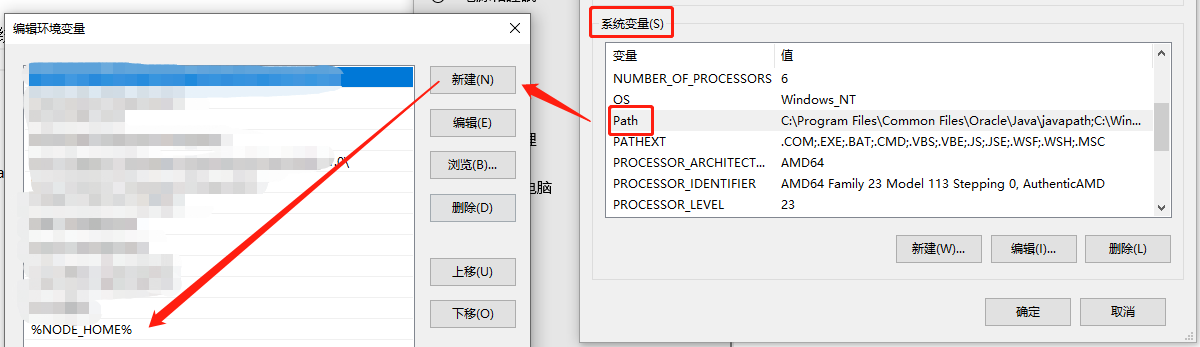 编辑环境变量
新建(N)
编辑(E)
浏览(B)...
删除(D)
上移(U)
下移(O)
%NODE_HOME%
系统变量(S)
变量 值
NUMBER_OF_PROCESSORS 6
OS Windows_NT
Path C:\Program Files\Common Files\Oracle\Java\javapath;C:\Win...
PATHEXT .COM;.EXE;.BAT;.CMD;.VBS;.VBE;.JS;.JSE;.WSF;.WSH;.MSC
PROCESSOR_ARCHITECT... AMD64
PROCESSOR_IDENTIFIER AMD64 Family 23 Model 113 Stepping 0, AuthenticAMD
PROCESSOR_LEVEL 23
新建(W)... 编辑(I)... 删除(L)
确定 取消
理
电脑